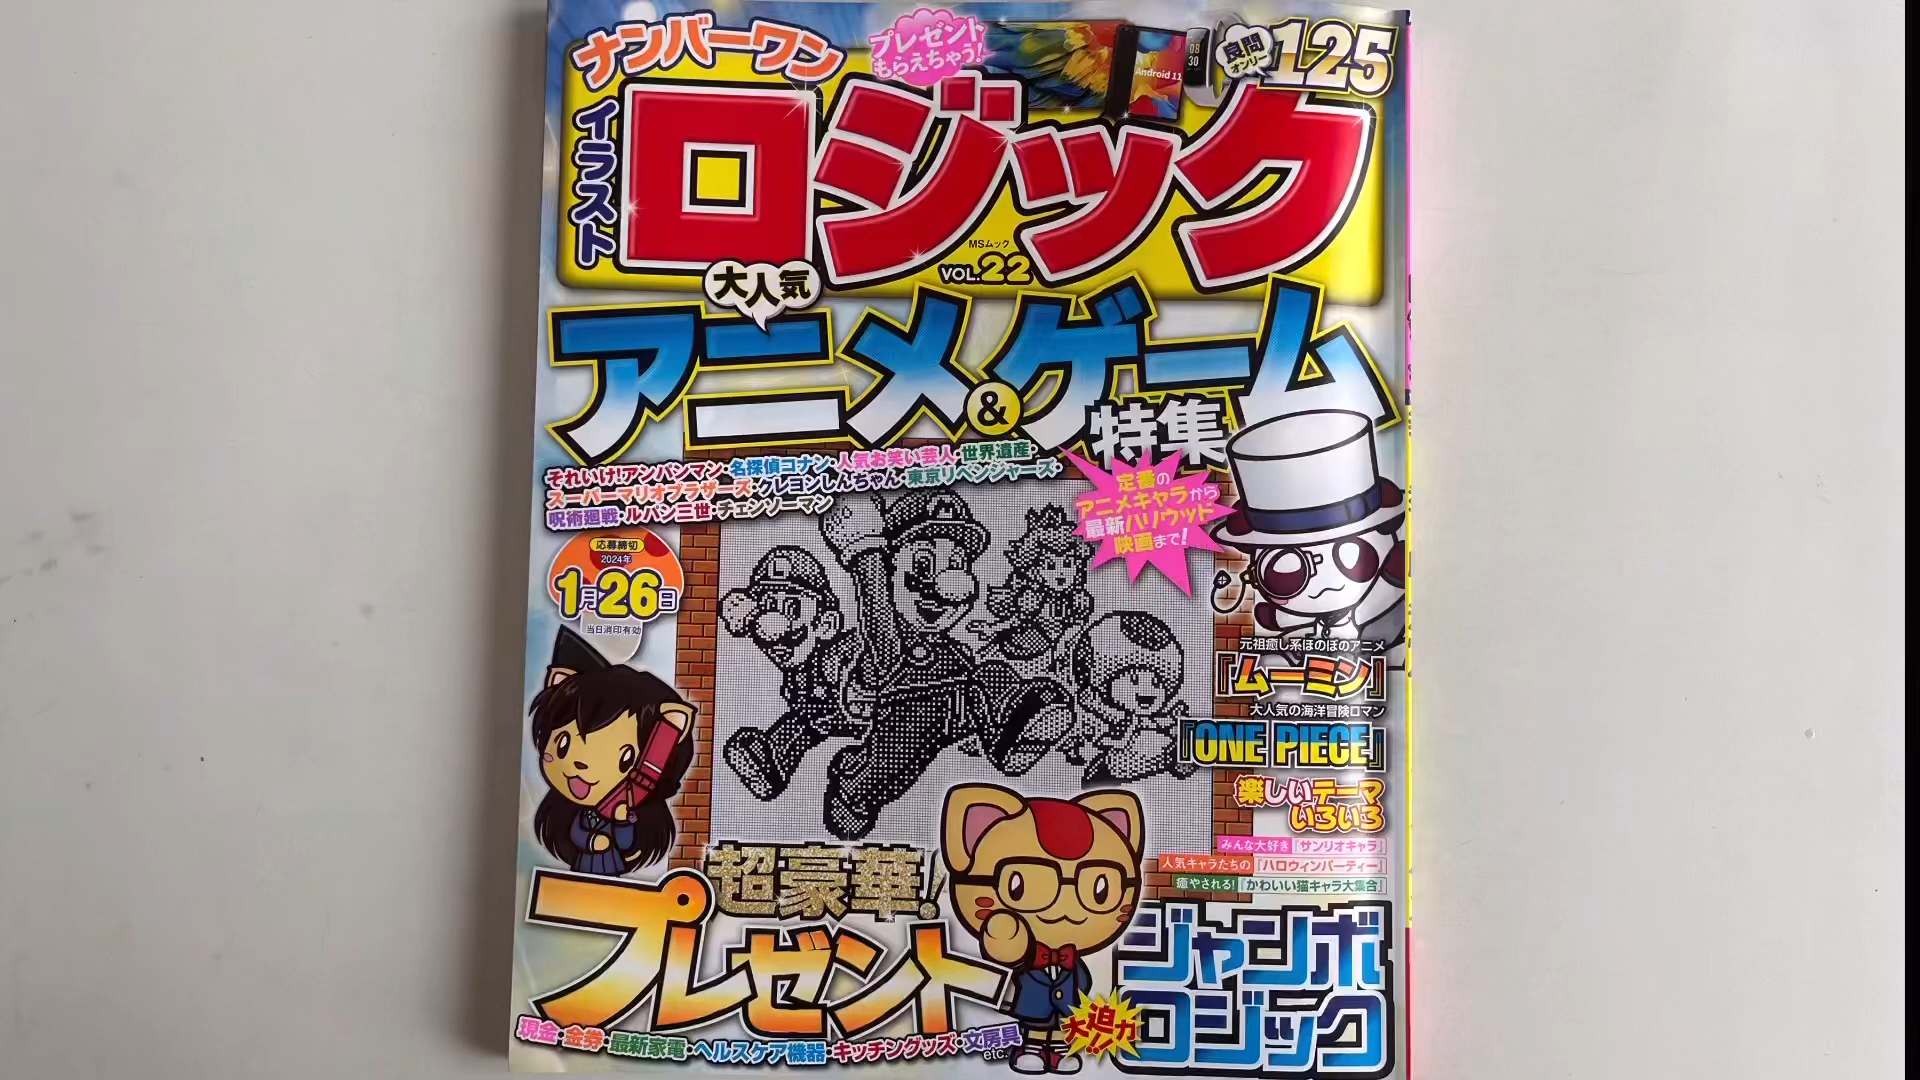 ナンバーワン
プレゼント
もらえちゃう!
08
30
Android 11
良問
オンリー
125
イラスト
ロジック
MSムック
VOL.22
大人気
アニメ&ゲーム
特集
それいけ!アンパンマン・名探偵コナン・人気お笑い芸人・世界遺産・
スーパーマリオブラザーズ・クレヨンしんちゃん・東京リベンジャーズ・
呪術廻戦・ルパン三世・チェンソーマン
定番の
アニメキャラから
最新ハリウッド
映画まで!
応募締切
2024年
1月26日
当日消印有効
L
元祖癒し系ほのぼのアニメ
『ムーミン』
大人気の海洋冒険ロマン
『ONE PIECE』
楽しいテーマ
いろいろ
みんな大好き『サンリオキャラ』
人気キャラたちの『ハロウィンパーティー』
癒やされる!『かわいい猫キャラ大集合』
超豪華!
プレゼント
現金・金券・最新家電・ヘルスケア機器・キッチングッズ・文房具
etc.
大迫力!!
ジャンボ
ロジック